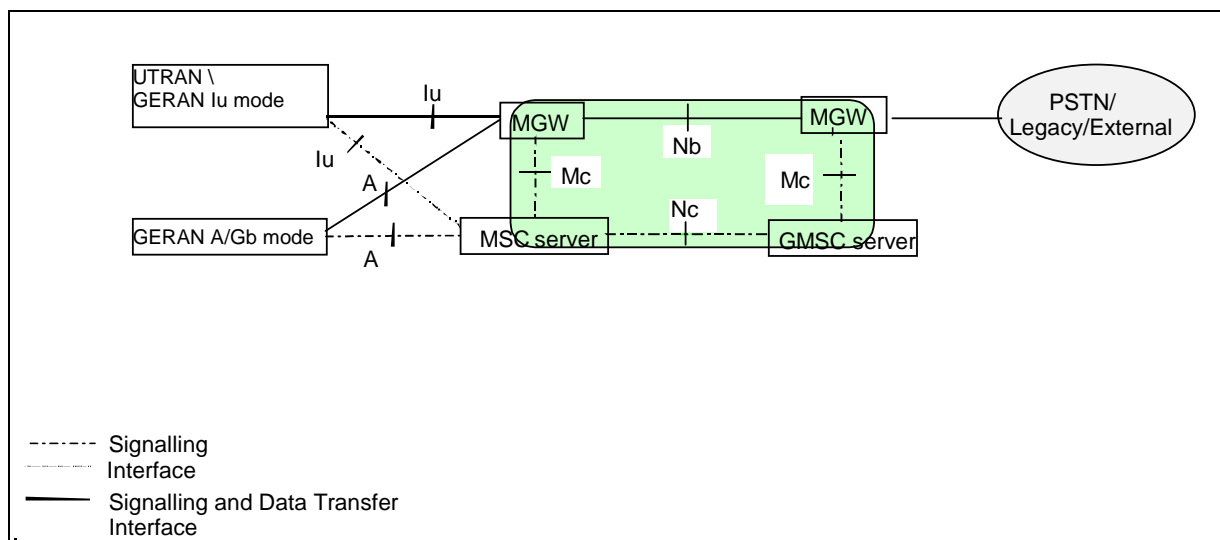 UTRAN \
GERAN Iu mode
Iu
MGW
Nb
MGW
PSTN/
Legacy/External
Iu
A
Mc
Mc
GERAN A/Gb mode
A
MSC server
Nc
GMSC server
Signalling
Interface
Signalling and Data Transfer
Interface